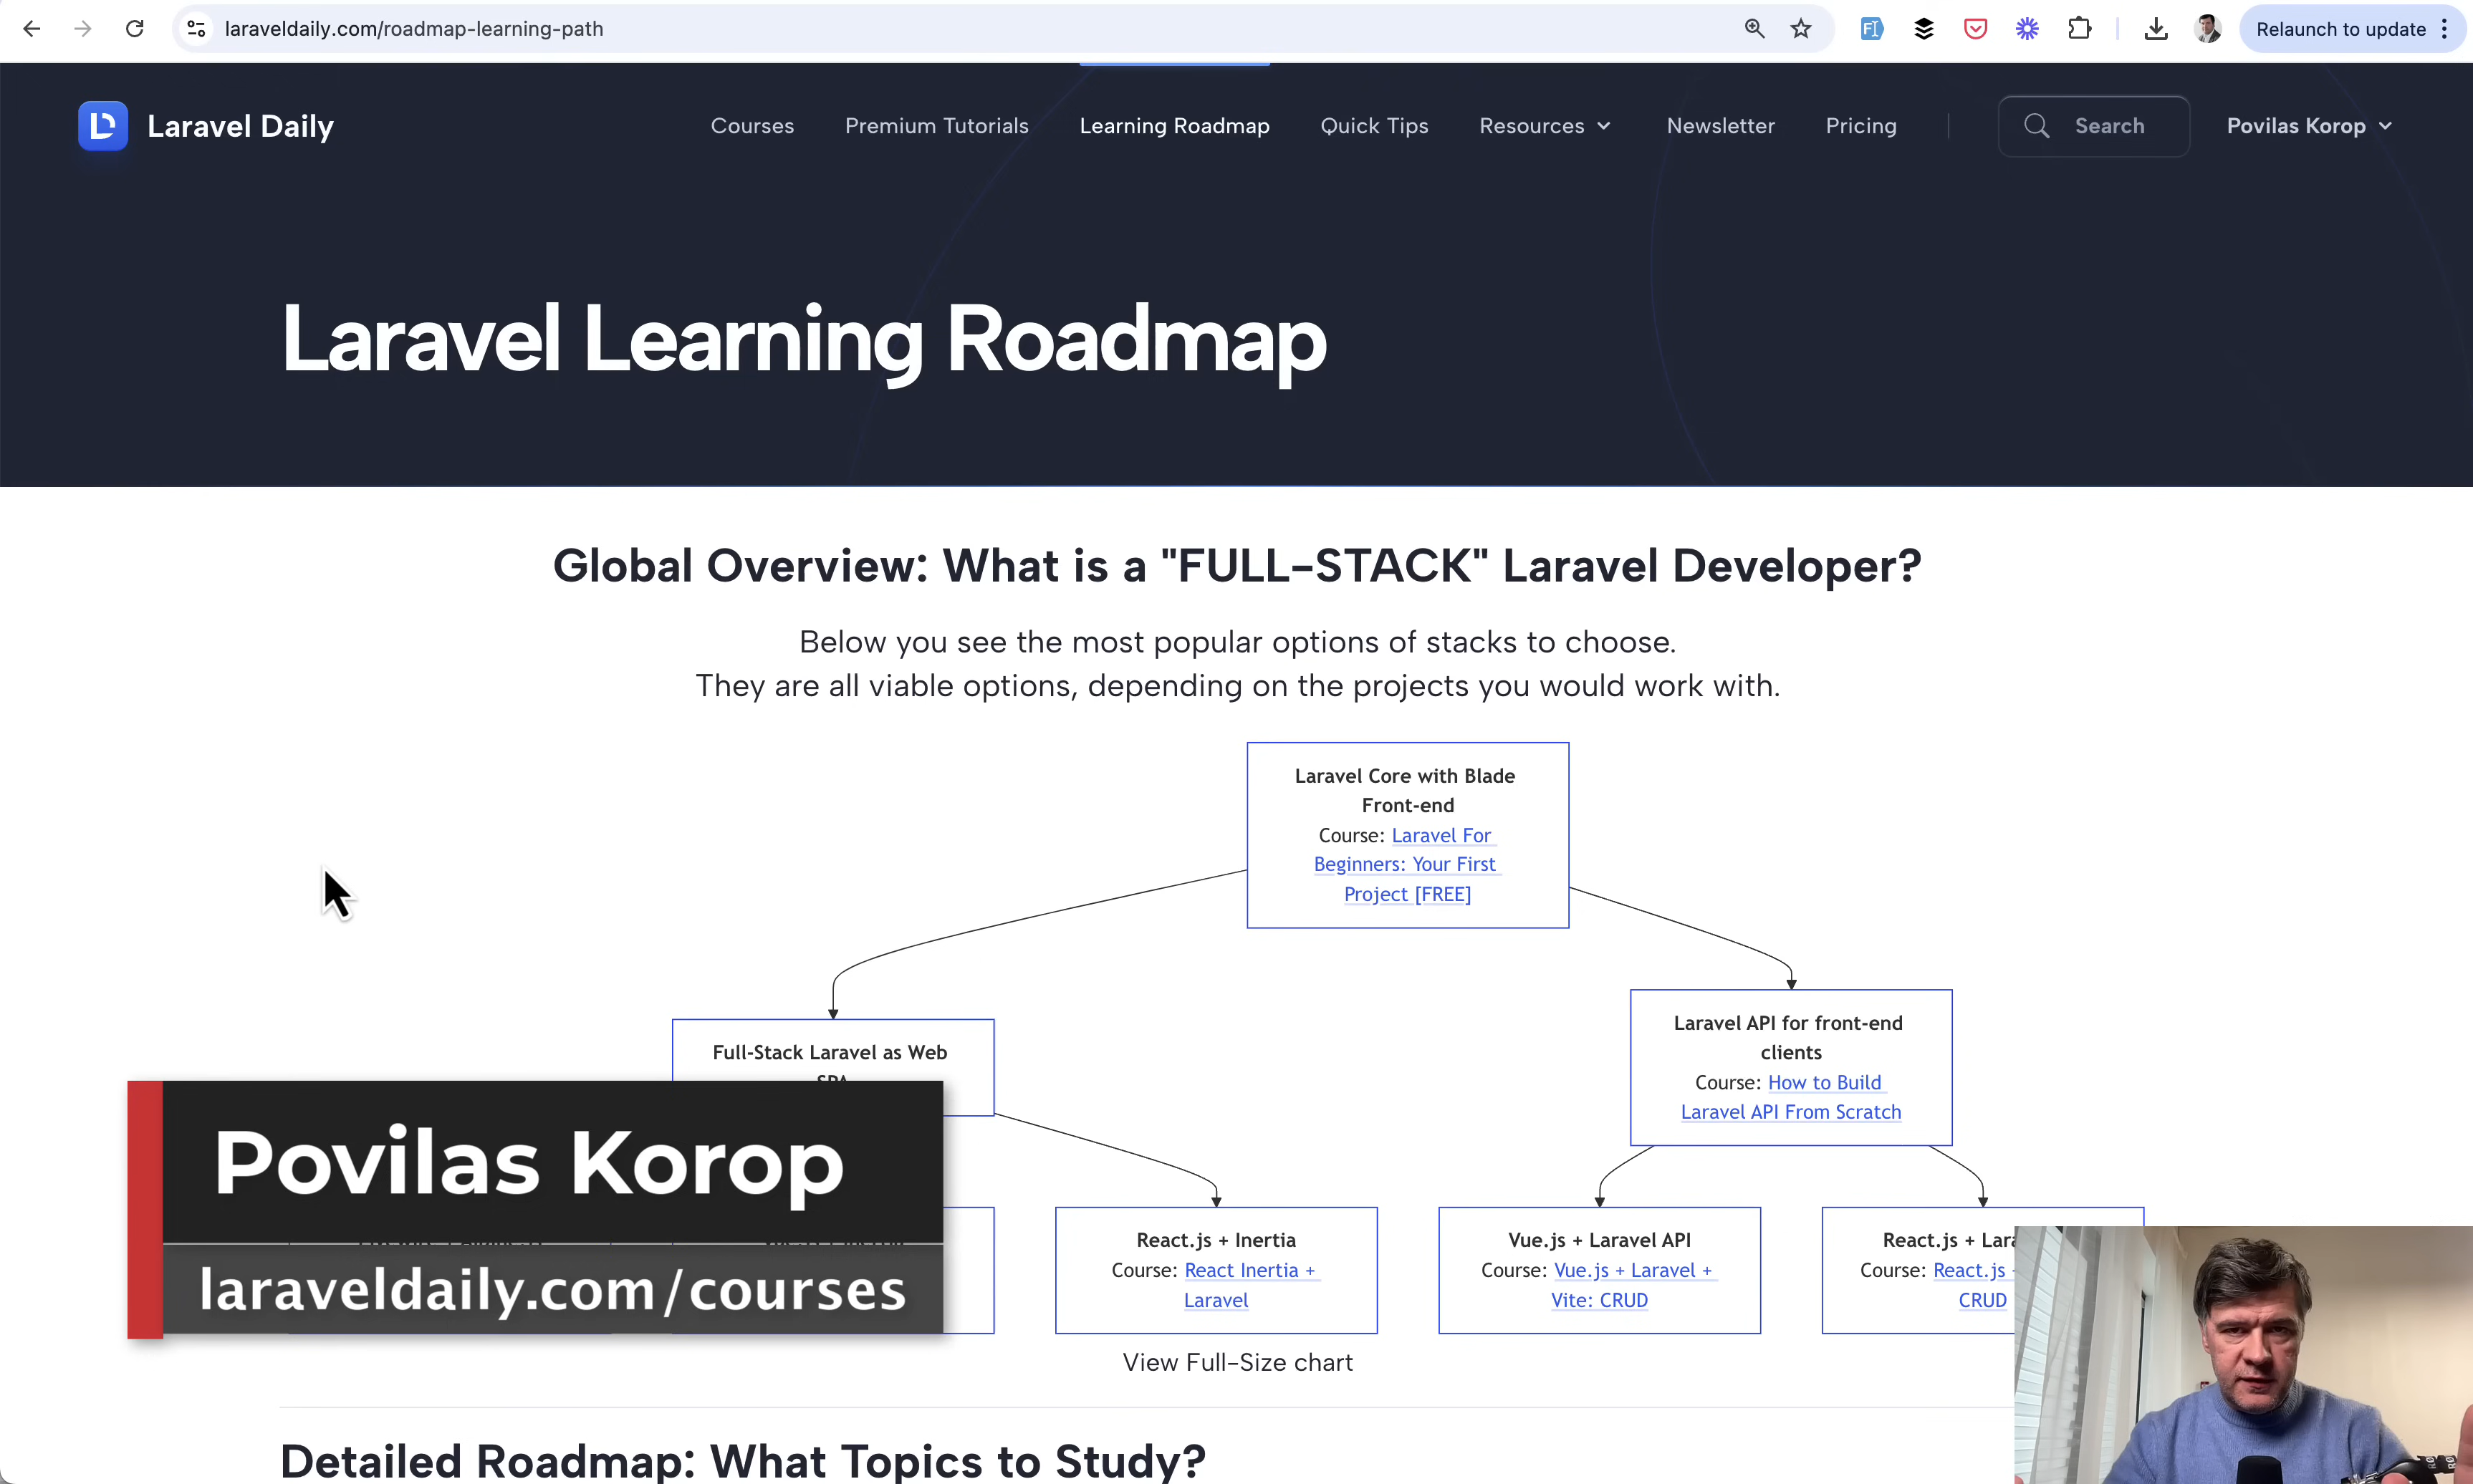 laraveldaily.com/roadmap-learning-path
Relaunch to update
Laravel Daily
Courses
Premium Tutorials
Learning Roadmap
Quick Tips
Resources
Newsletter
Pricing
Search
Povilas Korop
Laravel Learning Roadmap
Global Overview: What is a "FULL-STACK" Laravel Developer?
Below you see the most popular options of stacks to choose.
They are all viable options, depending on the projects you would work with.
Laravel Core with Blade
Front-end
Course: Laravel For
Beginners: Your First
Project [FREE]
Full-Stack Laravel as Web
SPA
Laravel API for front-end
clients
Course: How to Build
Laravel API From Scratch
Povilas Korop
laraveldaily.com/courses
React.js + Inertia
Course: React Inertia +
Laravel
Vue.js + Laravel API
Course: Vue.js + Laravel +
Vite: CRUD
React.js +
Course: React.js
CRUD
View Full-Size chart
Detailed Roadmap: What Topics to Study?